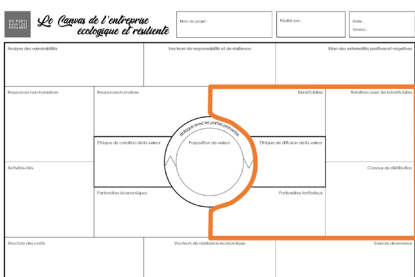 Le Canvas de l'entreprise
écologique et résiliente
Nom du projet :
Réalisé par :
Date :
Version :
Analyse des vulnérabilités
Vecteurs de responsabilité et de résilience
Bilan des externalités positives et négatives
Ressources non-humaines
Ressources humaines
Bénéficiaires
Relations avec les bénéficiaires
dialogue avec les parties prenantes
Éthique de création de la valeur
Proposition de valeur
Éthique de diffusion de la valeur
Activités clés
Canaux de distribution
Partenaires économiques
Partenaires territoriaux
Structure des coûts
Vecteurs de résistance économique
Sources de revenus